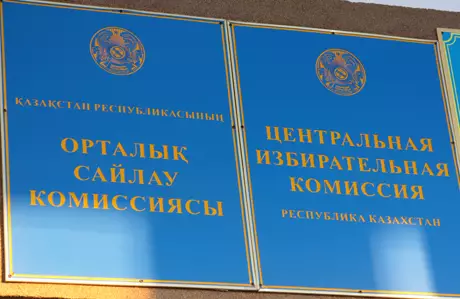 ҚАЗАҚСТАН РЕСПУБЛИКАСЫНЫҢ
ОРТАЛЫҚ
САЙЛАУ
КОМИССИЯСЫ
ЦЕНТРАЛЬНАЯ
ИЗБИРАТЕЛЬНАЯ
КОМИССИЯ
РЕСПУБЛИКА КАЗАХСТАН